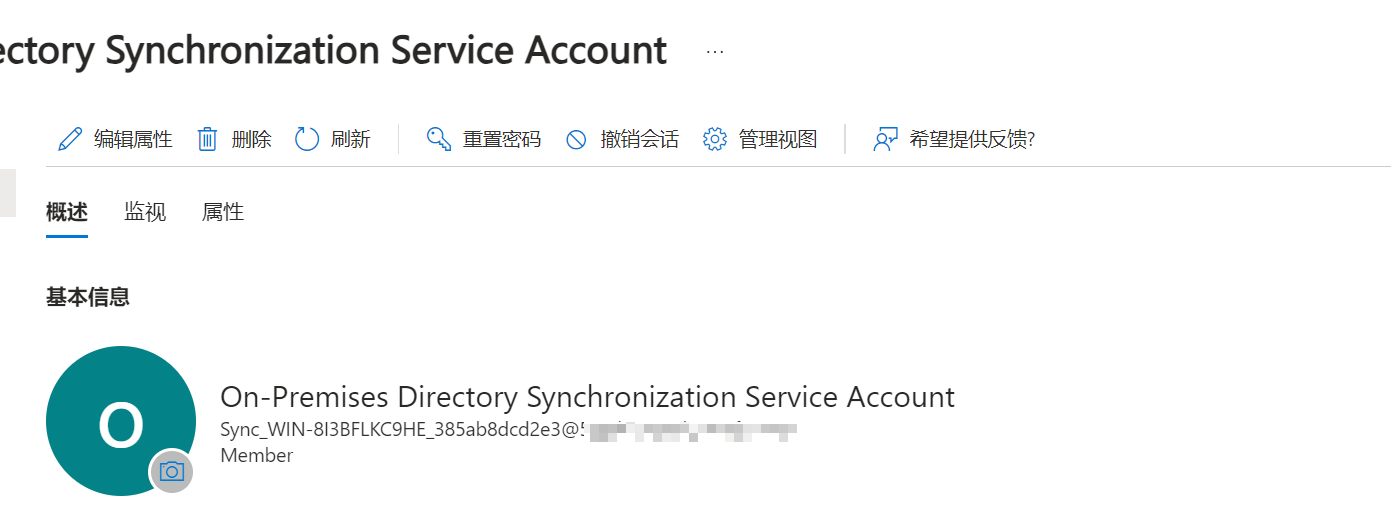 ectory Synchronization Service Account ...
编辑属性 删除 刷新 重置密码 撤销会话 管理视图 希望提供反馈?
概述 监视 属性
基本信息
O
On-Premises Directory Synchronization Service Account
Sync_WIN-8I3BFLKC9HE_385ab8dcd2e3@
Member